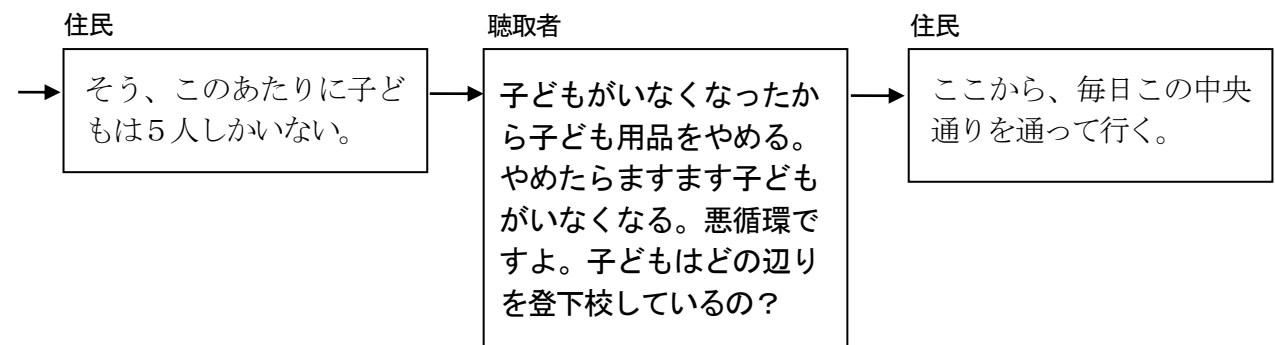 住民
そう、このあたりに子ど
もは５人しかいない。
聴取者
子どもがいなくなったか
ら子ども用品をやめる。
やめたらますます子ども
がいなくなる。悪循環で
すよ。子どもはどの辺り
を登下校しているの？
住民
ここから、毎日この中央
通りを通って行く。